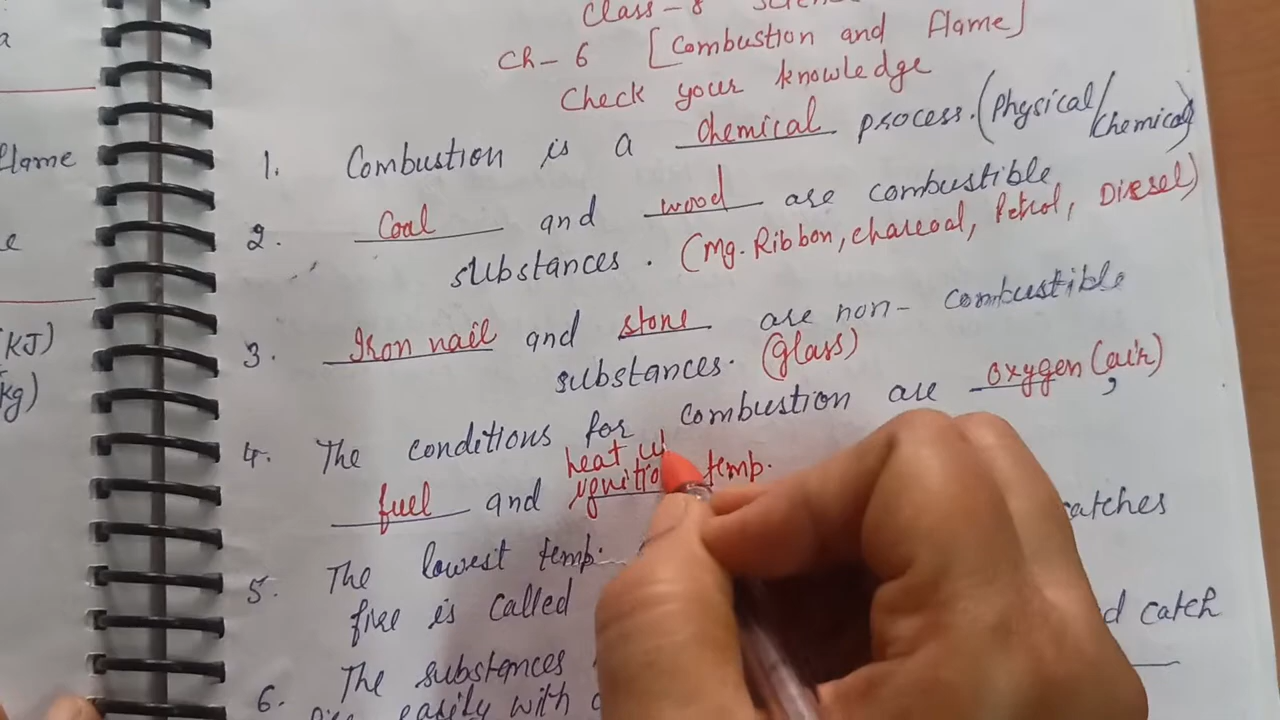 a
flame
e
(KJ)
kg)
Class - 8
Ch - 6 [Combustion and flame]
Check your knowledge
1. Combustion is a chemical process. (Physical/Chemical)
2. Coal and wood are combustible
substances. (Mg. Ribbon, charcoal, Petrol, Diesel)
3. Iron nail and stone are non-combustible
substances. (glass)
4. The conditions for combustion are oxygen (air),
heat
fuel and ignition temp.
5. The lowest temp. catches
fire is called
6. The substances catch
easily with